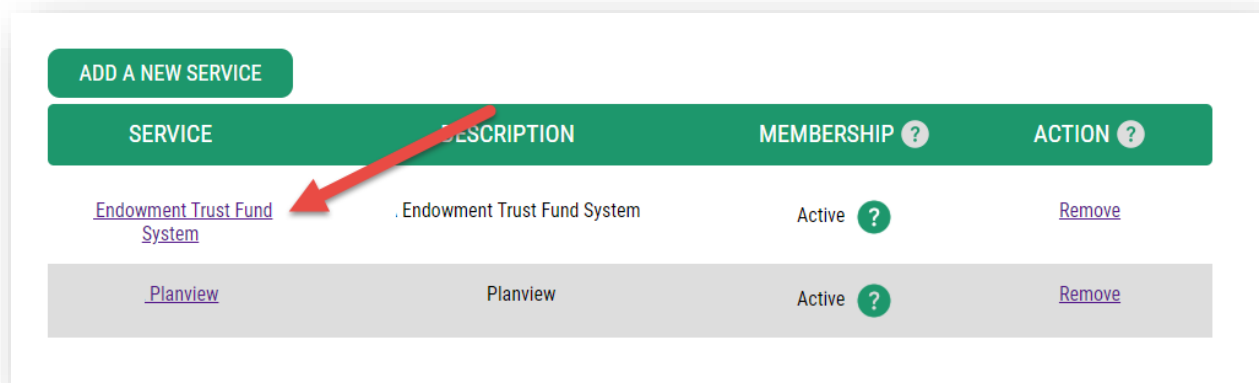 ADD A NEW SERVICE
SERVICE DESCRIPTION MEMBERSHIP ? ACTION ?
Endowment Trust Fund System . Endowment Trust Fund System Active ? Remove
Planview Planview Active ? Remove